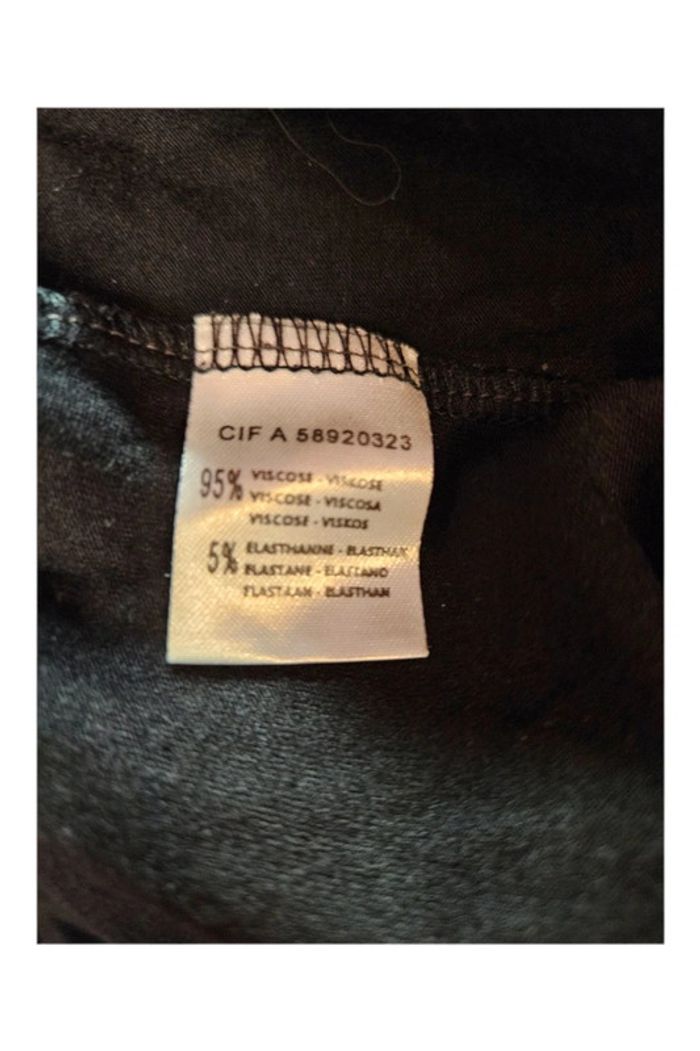 CIF A 58920323
95% VISCOSE - VISKOSE
VISCOSE - VISCOSA
VISCOSE - VISKOS
5% ELASTHANNE - ELASTHAN
ELASTANE - ELASTANO
ELASTAAN - ELASTHAN